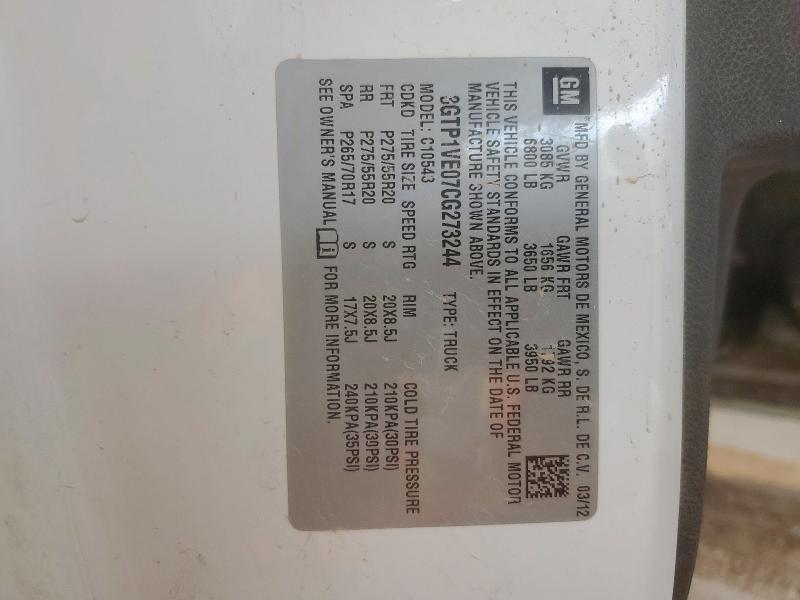 GM MFD BY GENERAL MOTORS DE MEXICO, S. DE R.L. DE C.V. 03/12
GVWR GAWR FRT GAWR RR
3085 KG 1656 KG 1792 KG
6800 LB 3650 LB 3950 LB
THIS VEHICLE CONFORMS TO ALL APPLICABLE U.S. FEDERAL MOTOR
VEHICLE SAFETY STANDARDS IN EFFECT ON THE DATE OF
MANUFACTURE SHOWN ABOVE.
3GTP1VE07CG273244 TYPE: TRUCK
MODEL: C10543
CDKD TIRE SIZE SPEED RTG RIM COLD TIRE PRESSURE
FRT P275/55R20 S 20X8.5J 210KPA(30PSI)
RR P275/55R20 S 20X8.5J 210KPA(30PSI)
SPA P265/70R17 S 17X7.5J 240KPA(35PSI)
SEE OWNER'S MANUAL FOR MORE INFORMATION.